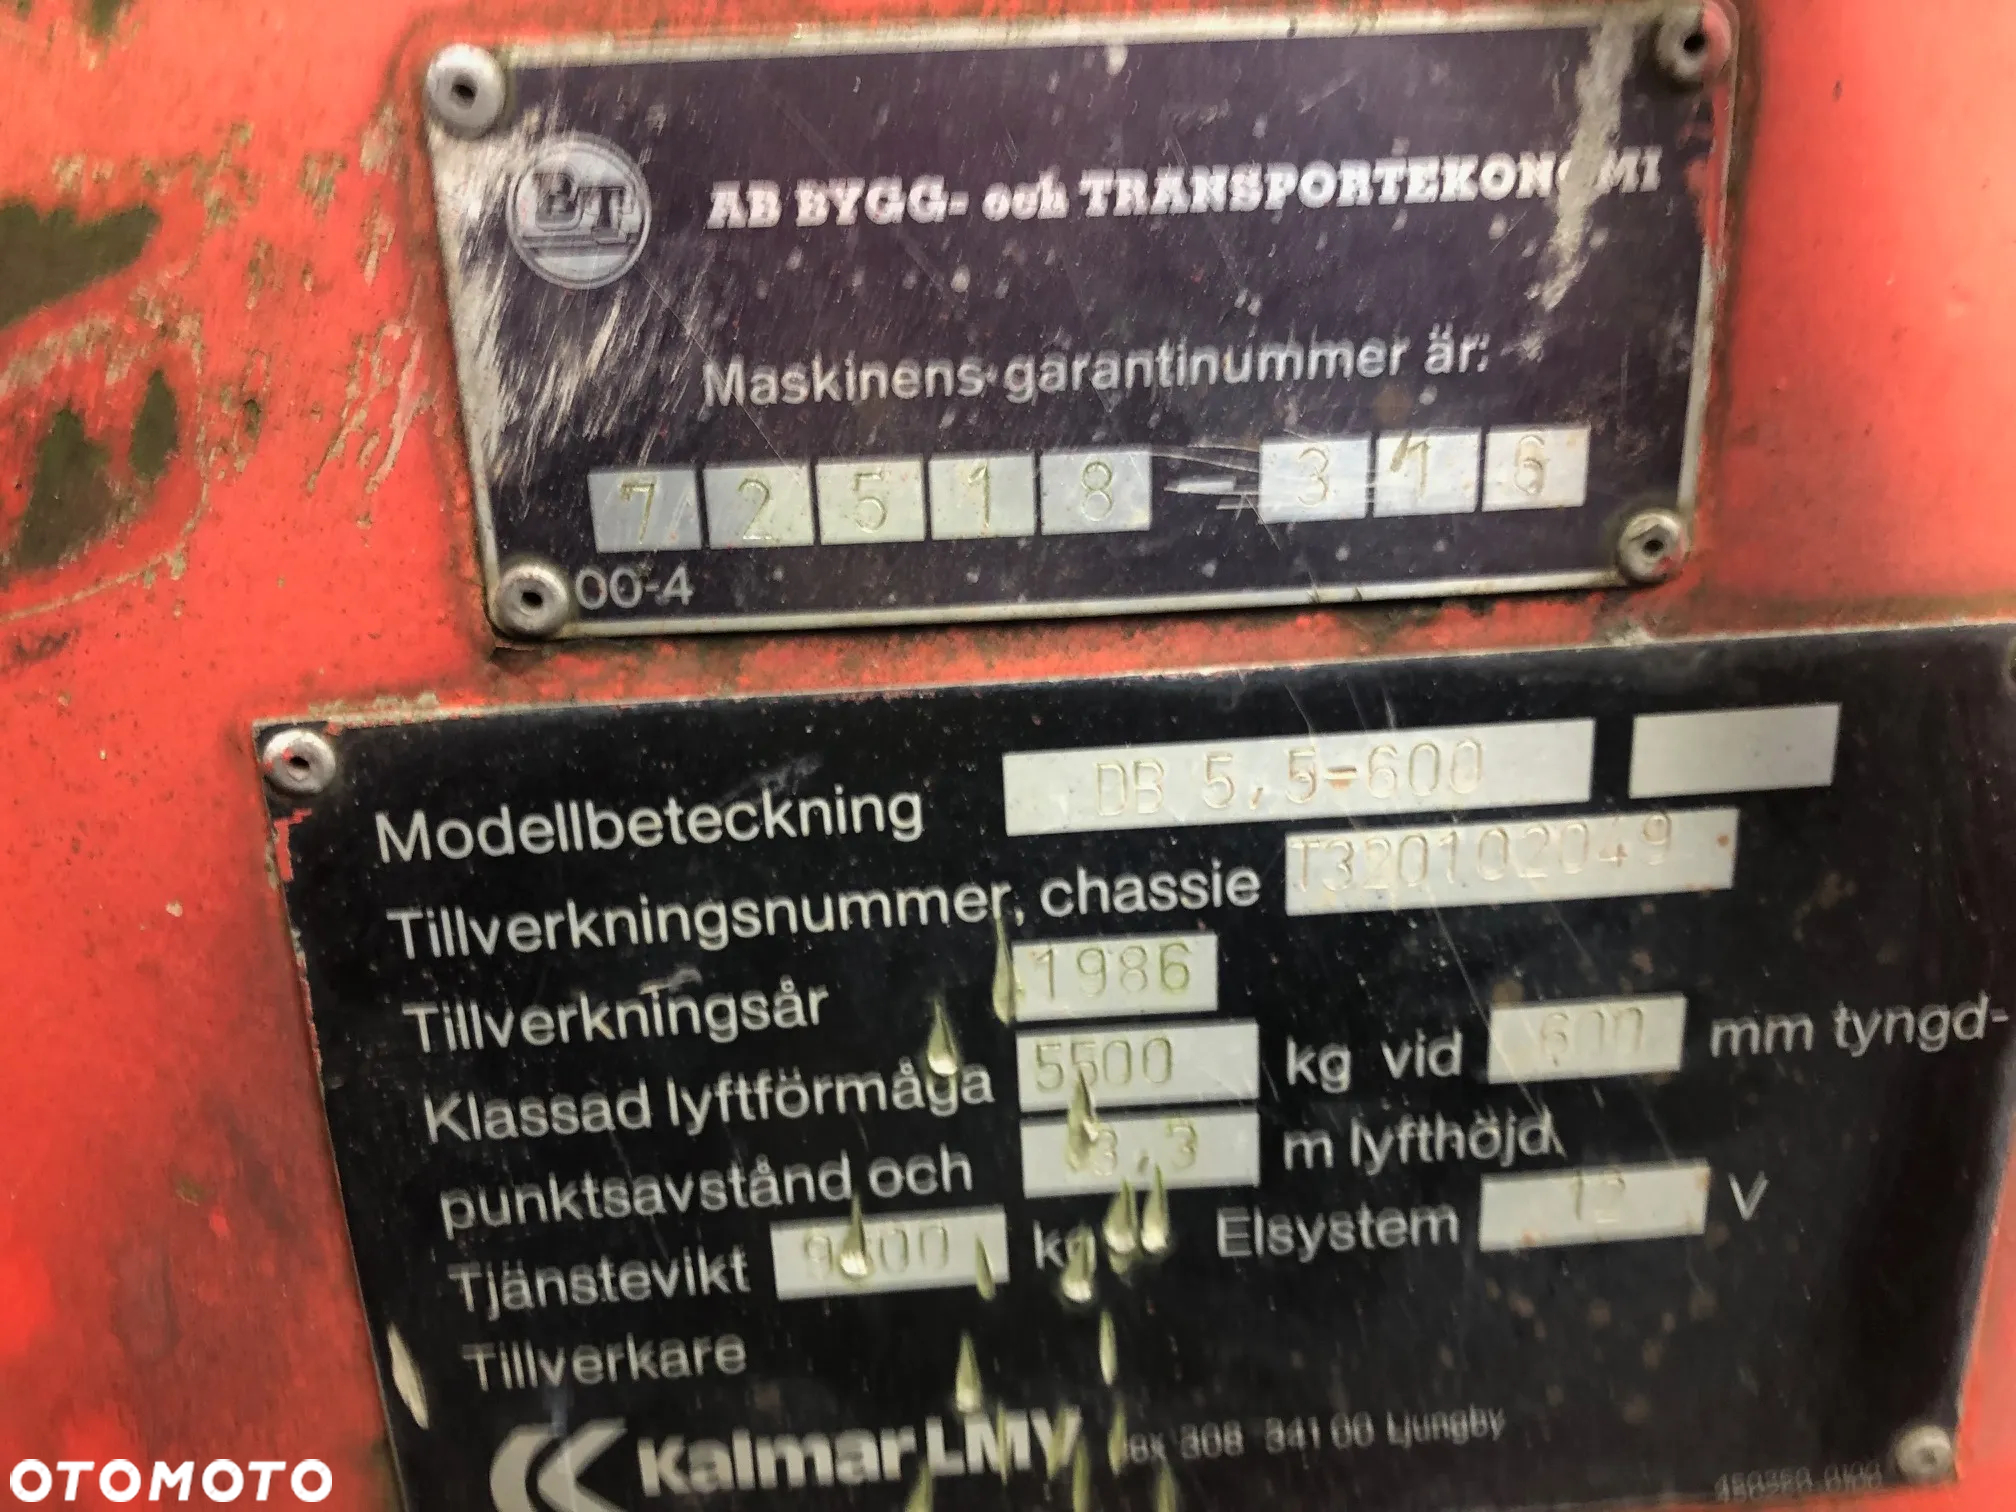 BT AB BYGG- och TRANSPORTEKONOMI
Maskinens garantinummer är:
7 2 5 1 8 - 3 1 6
00-4
Modellbeteckning DB 5,5-600
Tillverkningsnummer, chassie T320102049
Tillverkningsår 1986
Klassad lyftförmåga 5500 kg vid 600 mm tyngd-
punktsavstånd och 3,3 m lyfthöjd.
Tjänstevikt kg Elsystem 12 V
Tillverkare
Kalmar LMV Box 308 341 00 Ljungby
OTOMOTO